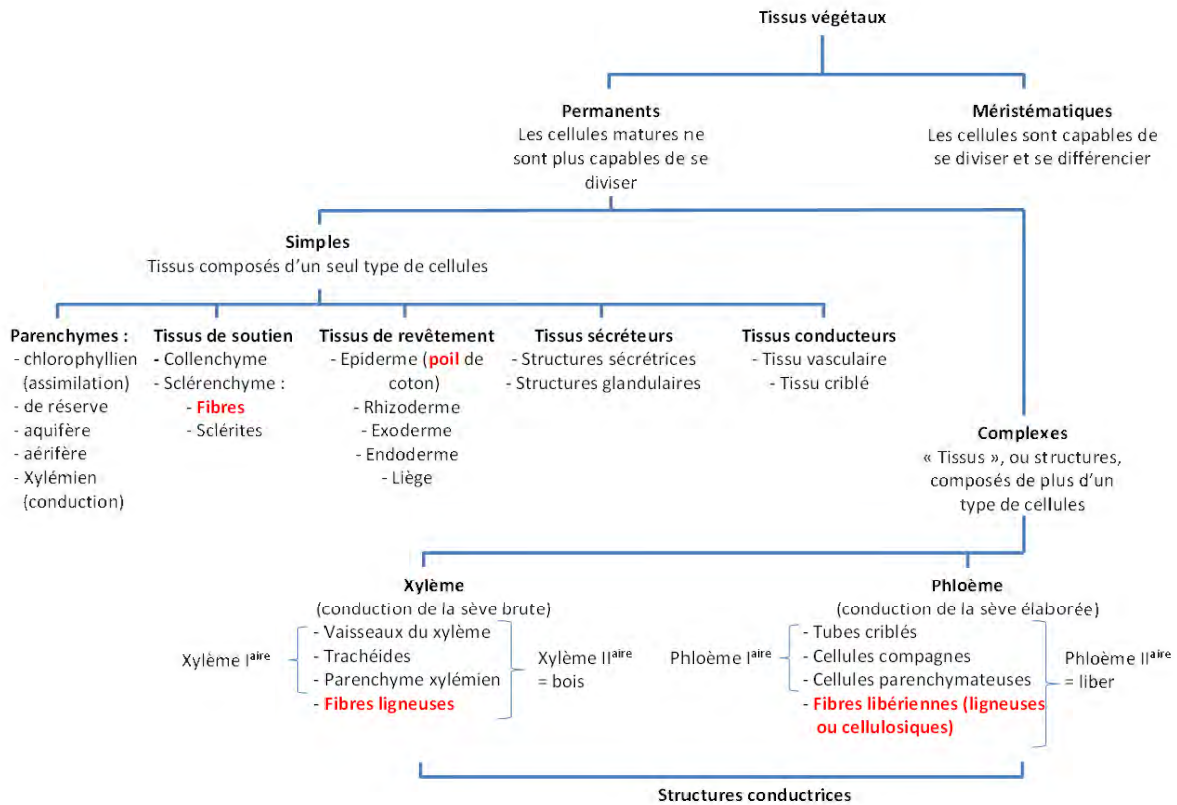 Tissus végétaux
Permanents
Les cellules matures ne
sont plus capables de se
diviser
Méristématiques
Les cellules sont capables de
se diviser et se différencier
Simples
Tissus composés d'un seul type de cellules
Parenchymes :
- chlorophyllien
(assimilation)
- de réserve
- aquifère
- aérifère
- Xylémien
(conduction)
Tissus de soutien
- Collenchyme
- Sclérenchyme :
- Fibres
- Sclérites
Tissus de revêtement
- Epiderme (poil de
coton)
- Rhizoderme
- Exoderme
- Endoderme
- Liège
Tissus sécréteurs
- Structures sécrétrices
- Structures glandulaires
Tissus conducteurs
- Tissu vasculaire
- Tissu criblé
Complexes
« Tissus », ou structures,
composés de plus d'un
type de cellules
Xylème
(conduction de la sève brute)
- Vaisseaux du xylème
- Trachéides
- Parenchyme xylémien
- Fibres ligneuses
Xylème Iaire
Xylème IIaire
= bois
Phloème
(conduction de la sève élaborée)
- Tubes criblés
- Cellules compagnes
- Cellules parenchymateuses
- Fibres libériennes (ligneuses
ou cellulosiques)
Phloème Iaire
Phloème IIaire
= liber
Structures conductrices